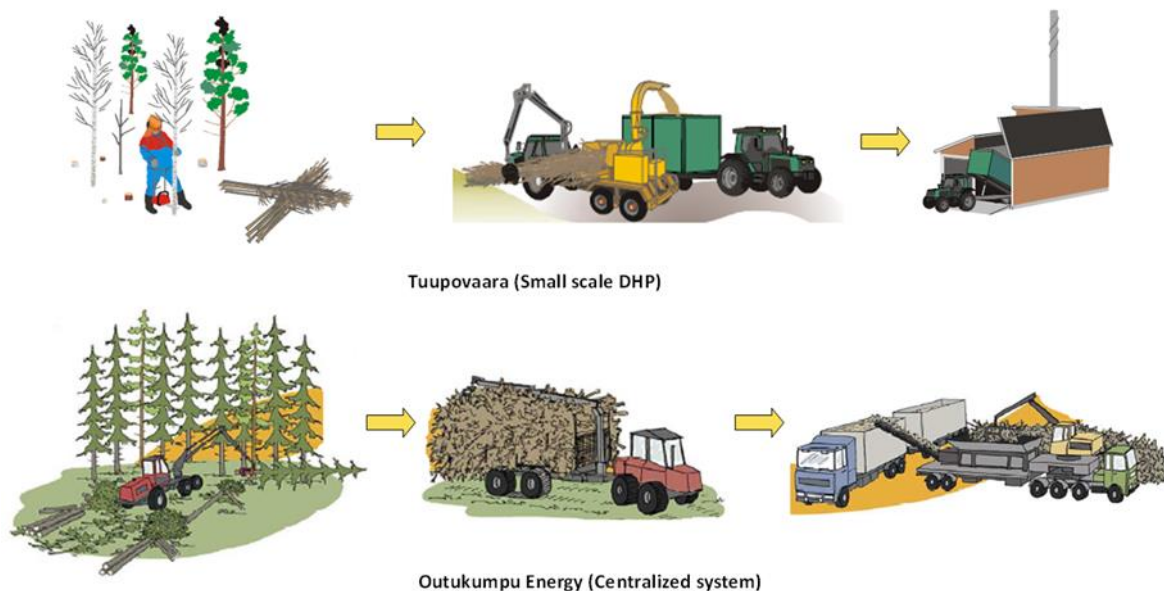 Tuupovaara (Small scale DHP)
Outukumpu Energy (Centralized system)